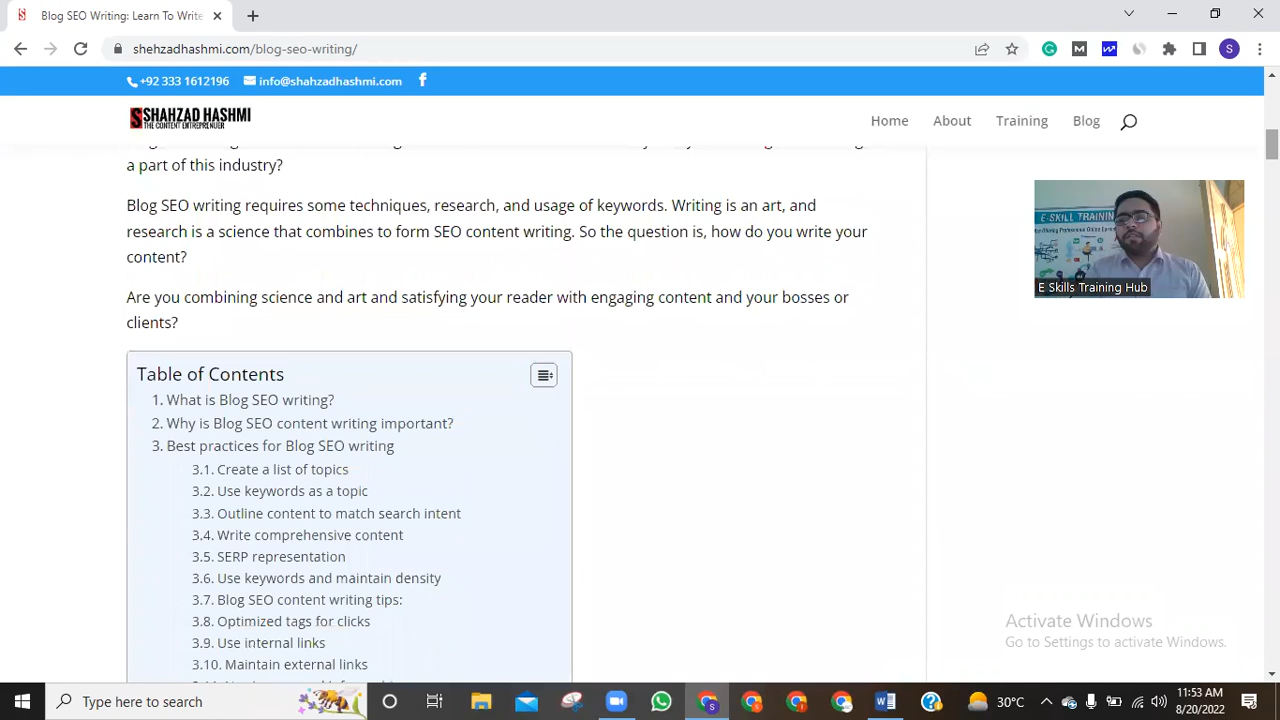 Blog SEO Writing: Learn To Write
shehzadhashmi.com/blog-seo-writing/
S
+92 333 1612196
info@shahzadhashmi.com
SHAHZAD HASHMI
THE CONTENT ENTREPRENUER
Home
About
Training
Blog
a part of this industry?
Blog SEO writing requires some techniques, research, and usage of keywords. Writing is an art, and
research is a science that combines to form SEO content writing. So the question is, how do you write your
content?
Are you combining science and art and satisfying your reader with engaging content and your bosses or
clients?
E-SKILL TRAINING
E Skills Training Hub
Table of Contents
1. What is Blog SEO writing?
2. Why is Blog SEO content writing important?
3. Best practices for Blog SEO writing
3.1. Create a list of topics
3.2. Use keywords as a topic
3.3. Outline content to match search intent
3.4. Write comprehensive content
3.5. SERP representation
3.6. Use keywords and maintain density
3.7. Blog SEO content writing tips:
3.8. Optimized tags for clicks
3.9. Use internal links
3.10. Maintain external links
Activate Windows
Go to Settings to activate Windows.
Type here to search
30°C
11:53 AM
8/20/2022